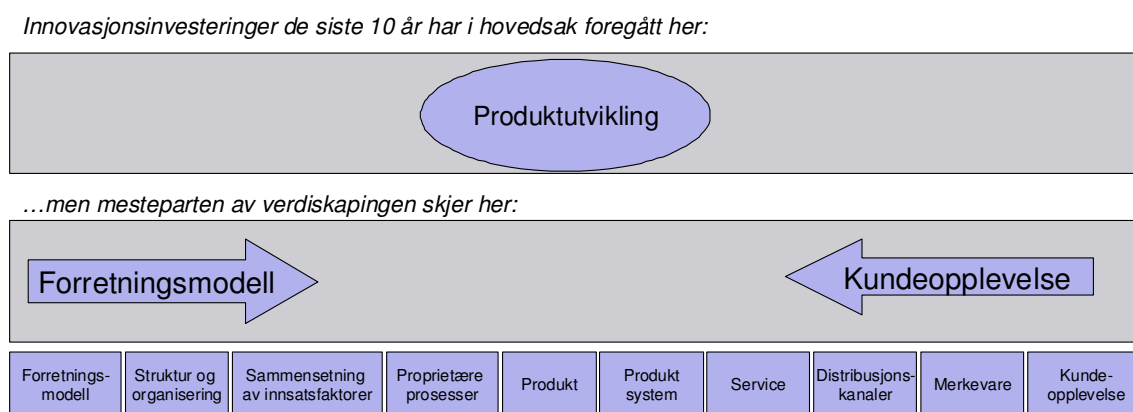 Innovasjonsinvesteringer de siste 10 år har i hovedsak foregått her:
Produktutvikling
…men mesteparten av verdiskapingen skjer her:
Forretningsmodell
Kundeopplevelse
Forretnings-
modell
Struktur og
organisering
Sammensetning
av innsatsfaktorer
Proprietære
prosesser
Produkt
Produkt
system
Service
Distribusjons-
kanaler
Merkevare
Kunde-
opplevelse